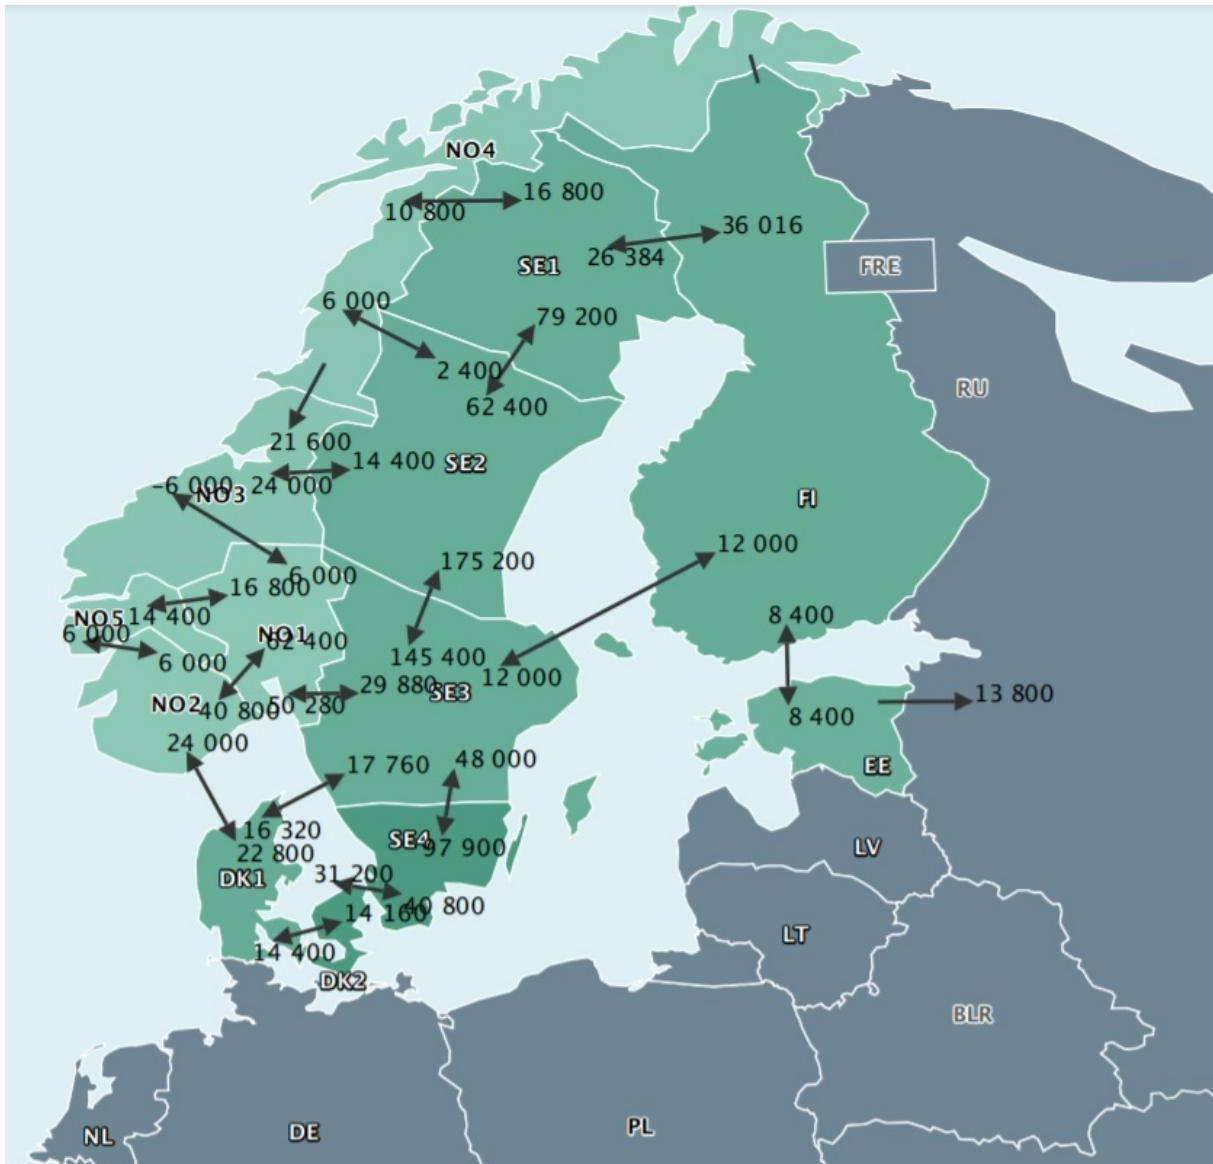 NO4
16 800
10 800
36 016
26 384
SE1
FRE
6 000
79 200
2 400
RU
62 400
21 600
14 400
SE2
−6 000
24 000
NO3
FI
12 000
175 200
6 000
16 800
NO5
14 400
8 400
6 000
NO1
62 400
145 400
6 000
12 000
29 880
SE3
13 800
NO2
40 800
50 280
8 400
24 000
48 000
17 760
EE
16 320
SE4
97 900
LV
22 800
31 200
DK1
40 800
14 160
LT
14 400
DK2
BLR
PL
DE
NL